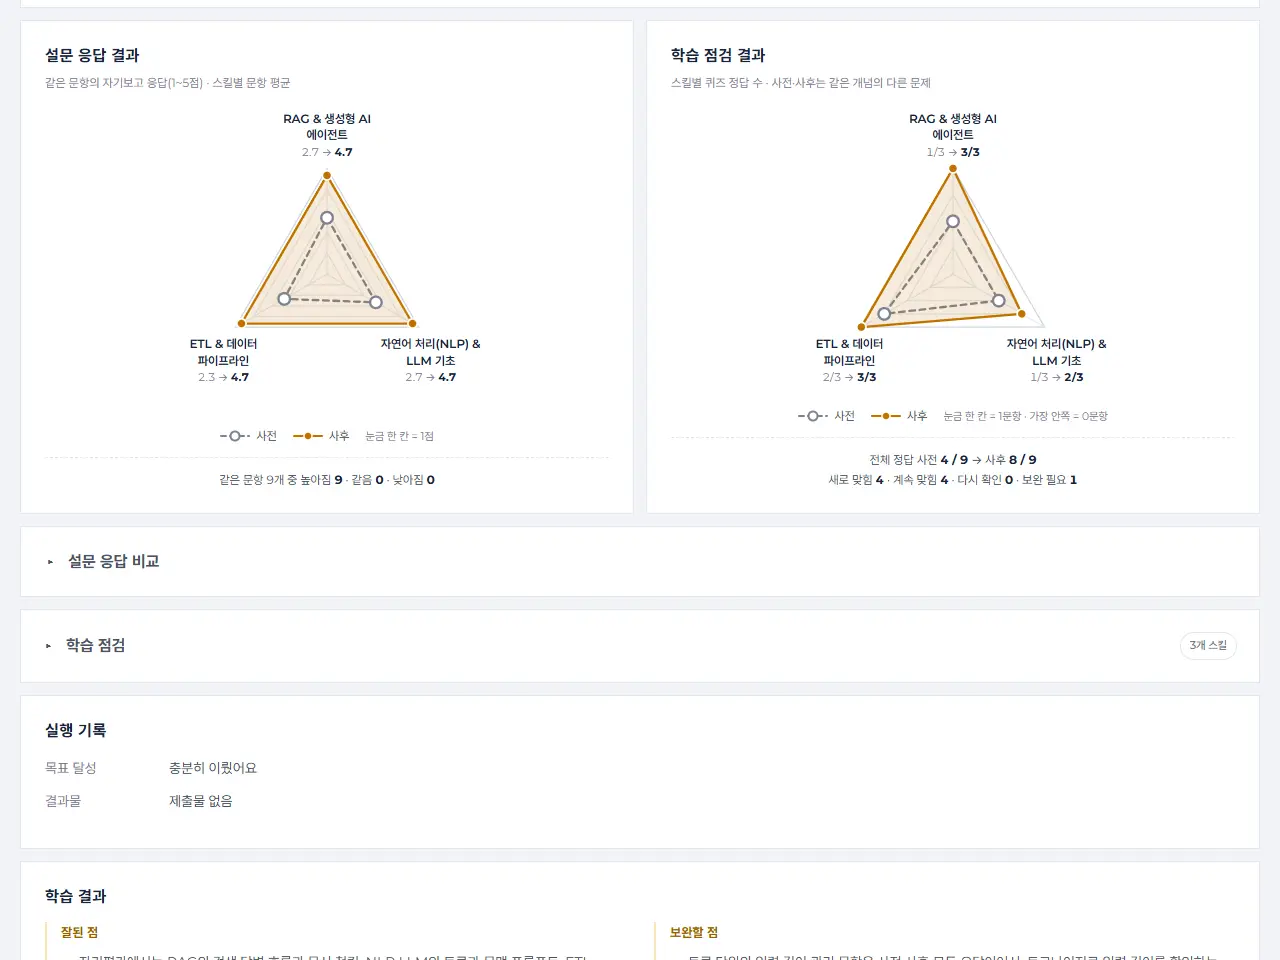 설문 응답 결과
같은 문항의 자기보고 응답(1~5점) · 스킬별 문항 평균
RAG & 생성형 AI
에이전트
2.7 → 4.7
ETL & 데이터
파이프라인
2.3 → 4.7
자연어 처리(NLP) &
LLM 기초
2.7 → 4.7
사전 사후 눈금 한 칸 = 1점
같은 문항 9개 중 높아짐 9 · 같음 0 · 낮아짐 0
학습 점검 결과
스킬별 퀴즈 정답 수 · 사전·사후는 같은 개념의 다른 문제
RAG & 생성형 AI
에이전트
1/3 → 3/3
ETL & 데이터
파이프라인
2/3 → 3/3
자연어 처리(NLP) &
LLM 기초
1/3 → 2/3
사전 사후 눈금 한 칸 = 1문항 · 가장 안쪽 = 0문항
전체 정답 사전 4 / 9 → 사후 8 / 9
새로 맞힘 4 · 계속 맞힘 4 · 다시 확인 0 · 보완 필요 1
설문 응답 비교
학습 점검
3개 스킬
실행 기록
목표 달성 충분히 이뤘어요
결과물 제출물 없음
학습 결과
잘된 점
보완할 점